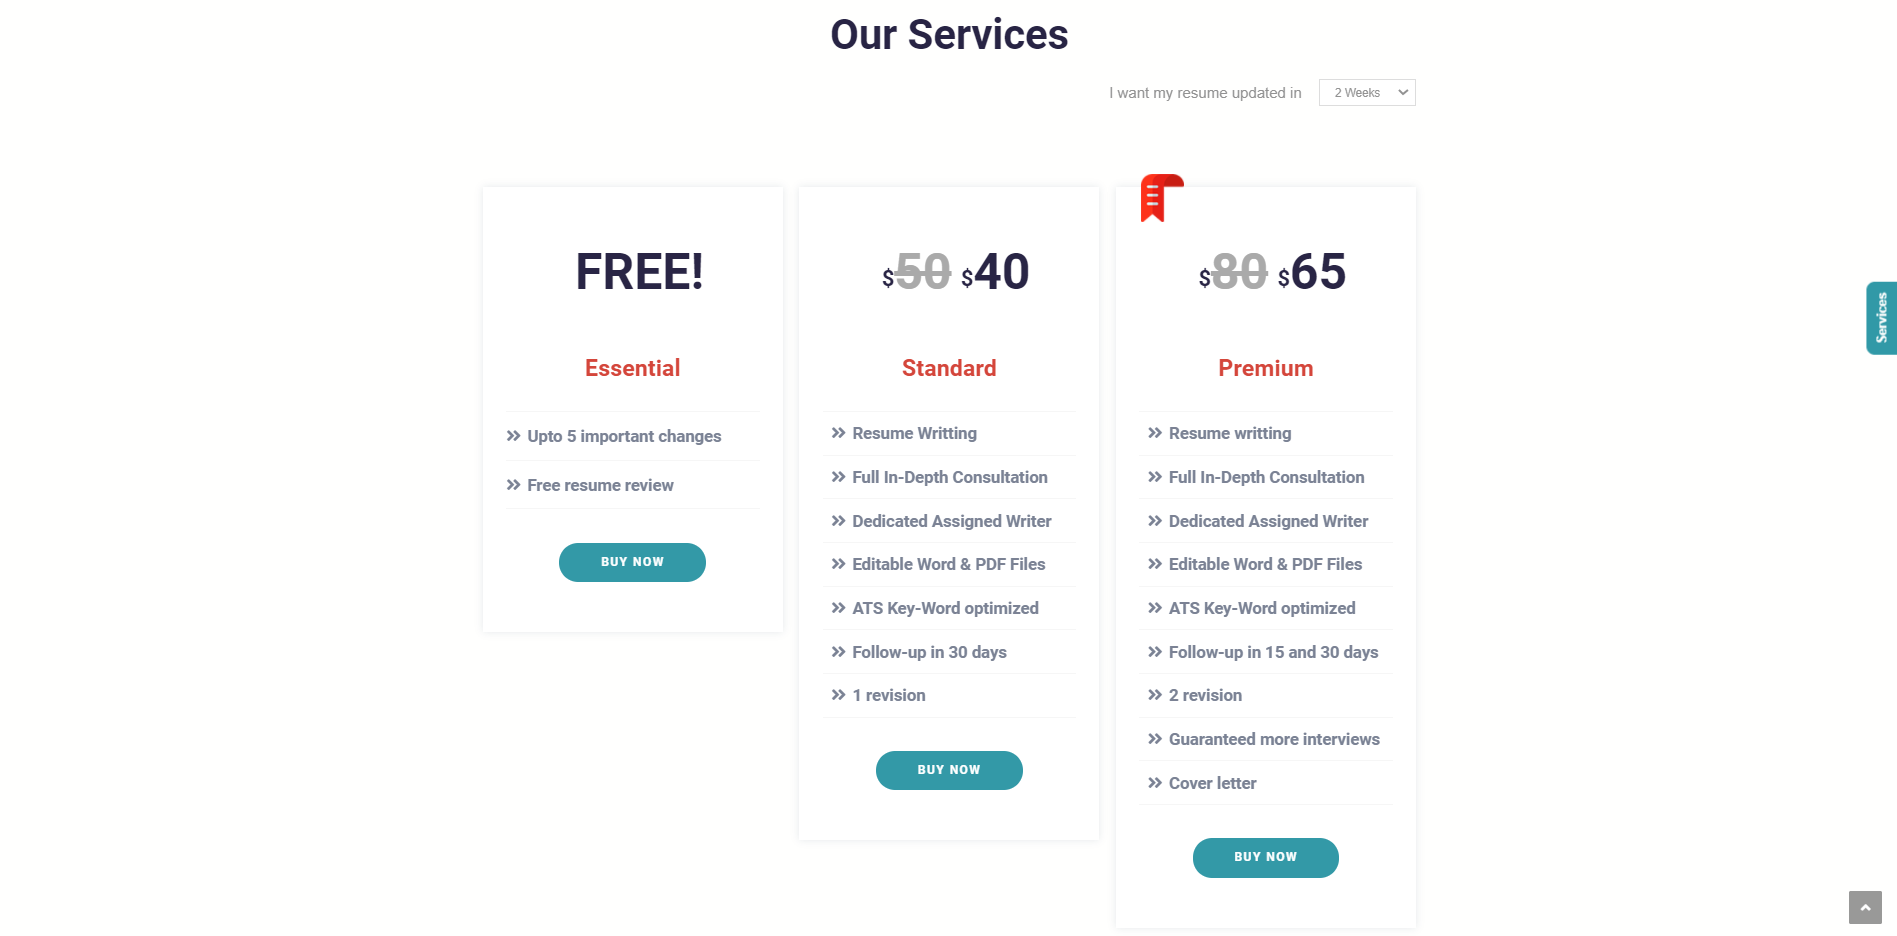 Our Services
I want my resume updated in 2 Weeks
FREE!
Essential
Upto 5 important changes
Free resume review
BUY NOW
$50 $40
Standard
Resume Writting
Full In-Depth Consultation
Dedicated Assigned Writer
Editable Word & PDF Files
ATS Key-Word optimized
Follow-up in 30 days
1 revision
BUY NOW
$80 $65
Premium
Resume writting
Full In-Depth Consultation
Dedicated Assigned Writer
Editable Word & PDF Files
ATS Key-Word optimized
Follow-up in 15 and 30 days
2 revision
Guaranteed more interviews
Cover letter
BUY NOW
Services